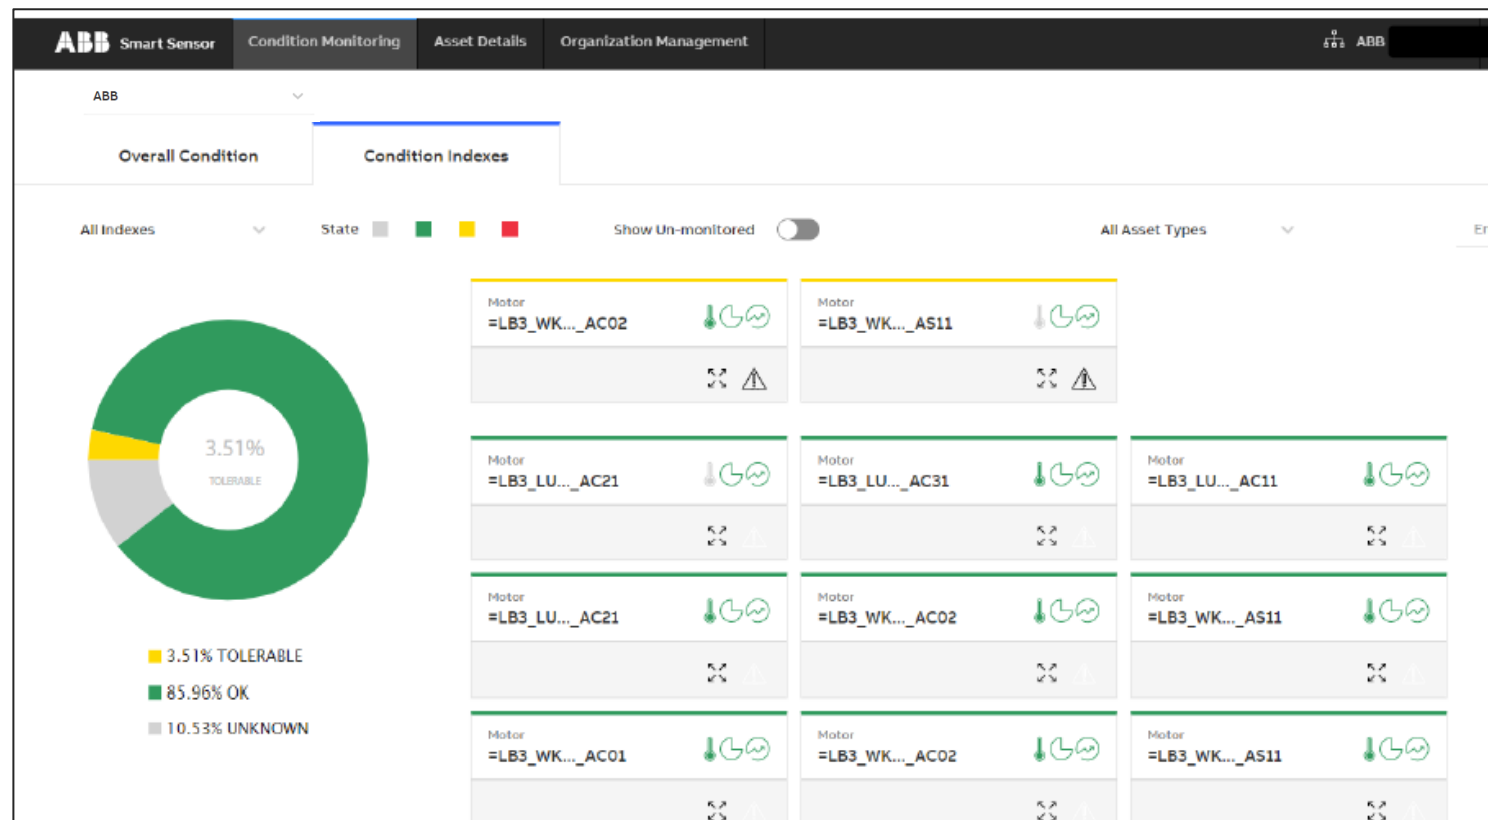 ABB Smart Sensor Condition Monitoring Asset Details Organization Management ABB
ABB
Overall Condition Condition Indexes
All Indexes State Show Un-monitored All Asset Types
Motor
=LB3_WK..._AC02
Motor
=LB3_WK..._AS11
3.51%
TOLERABLE
Motor
=LB3_LU..._AC21
Motor
=LB3_LU..._AC31
Motor
=LB3_LU..._AC11
Motor
=LB3_LU..._AC21
Motor
=LB3_WK..._AC02
Motor
=LB3_WK..._AS11
3.51% TOLERABLE
85.96% OK
10.53% UNKNOWN
Motor
=LB3_WK..._AC01
Motor
=LB3_WK..._AC02
Motor
=LB3_WK..._AS11